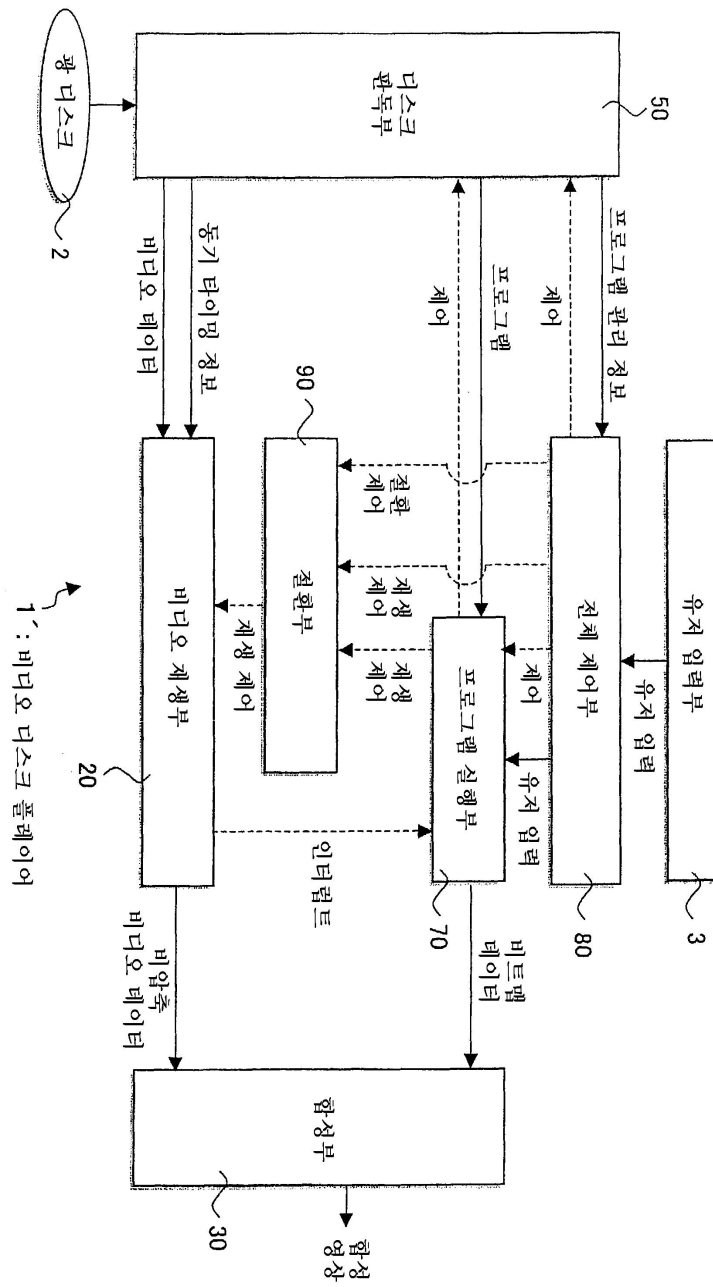 유저 입력부
3
유저 입력
50
프로그램 관리 정보
전체 제어부
80
제어
제어
유저 입력
디스크
판독부
프로그램
제어
프로그램 실행부
70
비트맵
데이터
절환
제어
재생
제어
재생
제어
90
절환부
인터럽트
합성부
합성
영상
재생 제어
동기 타이밍 정보
비디오 데이터
비디오 재생부
20
비압축
비디오 데이터
30
광 디스크
2
1´: 비디오 디스크 플레이어